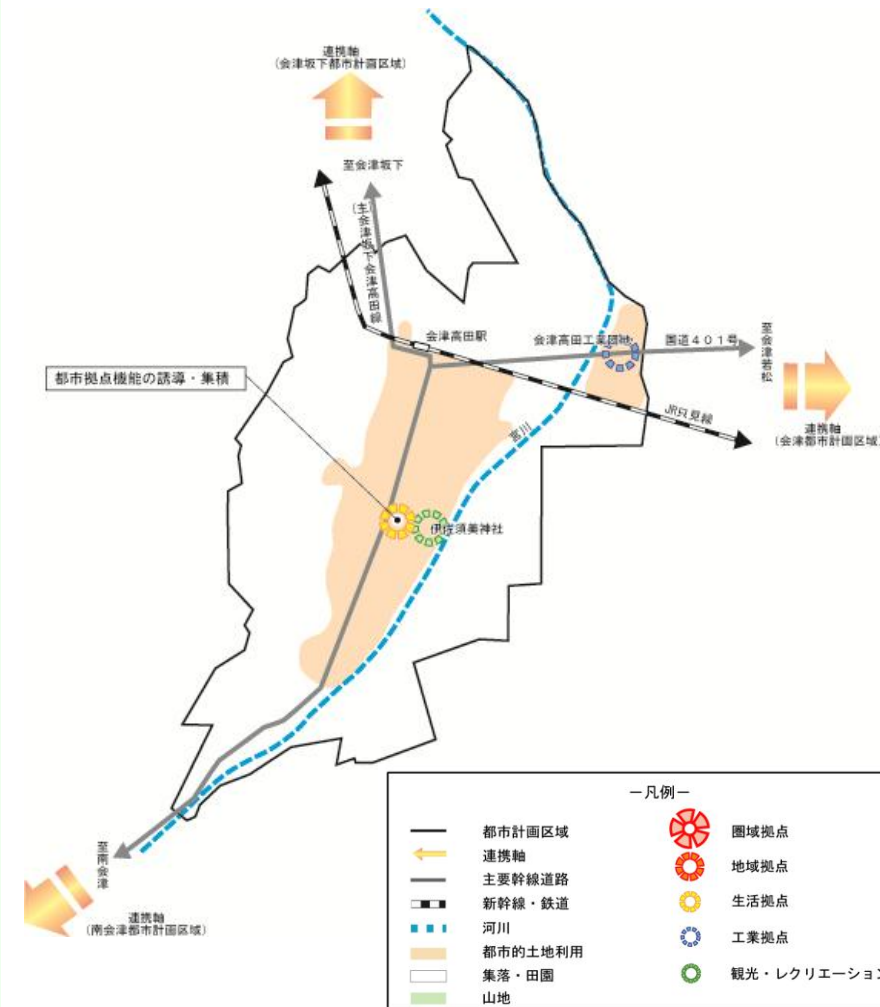 連携軸
(会津坂下都市計画区域)
至会津坂下
(主)会津坂下会津高田線
会津高田駅
会津高田工業団地
国道401号
至会津若松
都市拠点機能の誘導・集積
JR只見線
連携軸
(会津都市計画区域)
宮川
伊佐須美神社
至南会津
連携軸
(南会津都市計画区域)
－凡例－
都市計画区域
連携軸
主要幹線道路
新幹線・鉄道
河川
都市的土地利用
集落・田園
山地
圏域拠点
地域拠点
生活拠点
工業拠点
観光・レクリエーション